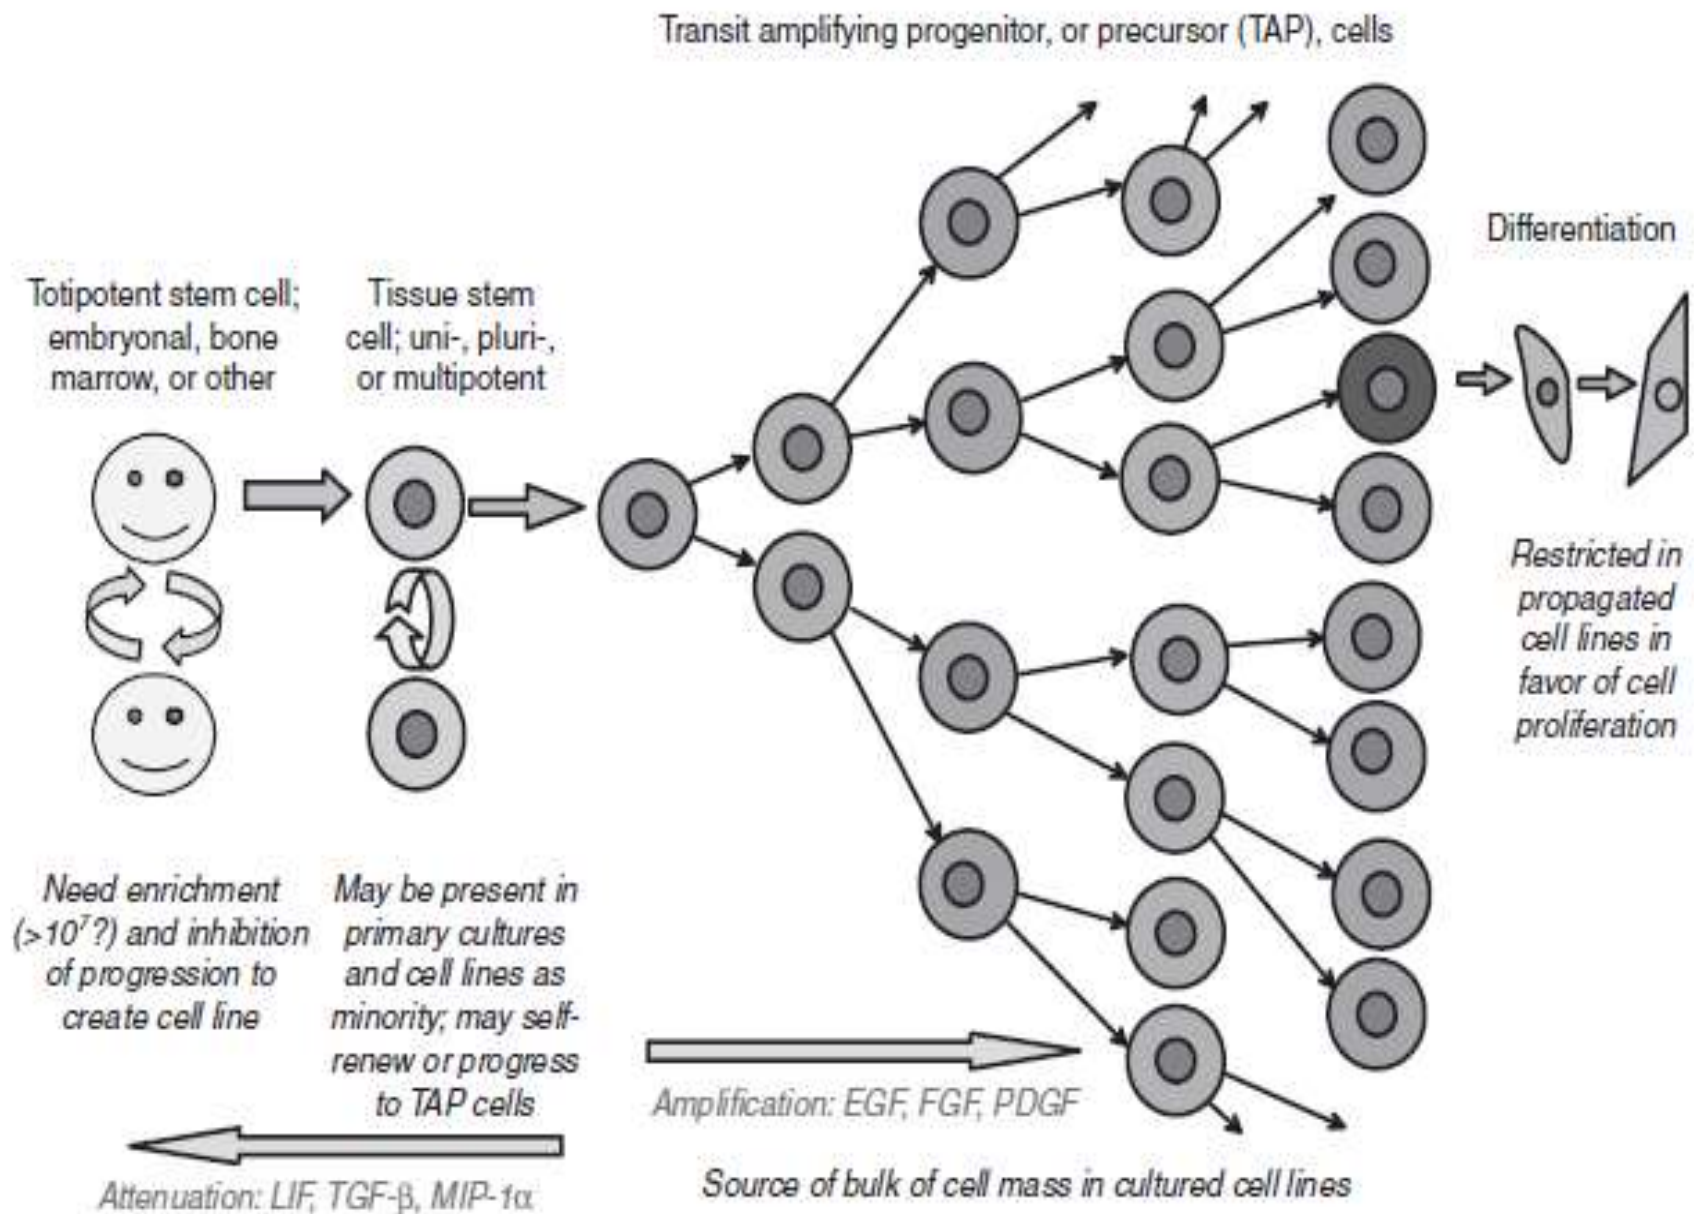 Transit amplifying progenitor, or precursor (TAP), cells
Differentiation
Totipotent stem cell;
embryonal, bone
marrow, or other
Tissue stem
cell; uni-, pluri-,
or multipotent
Restricted in
propagated
cell lines in
favor of cell
proliferation
Need enrichment
(>10⁷?) and inhibition
of progression to
create cell line
May be present in
primary cultures
and cell lines as
minority; may self-
renew or progress
to TAP cells
Amplification: EGF, FGF, PDGF
Attenuation: LIF, TGF-β, MIP-1α
Source of bulk of cell mass in cultured cell lines